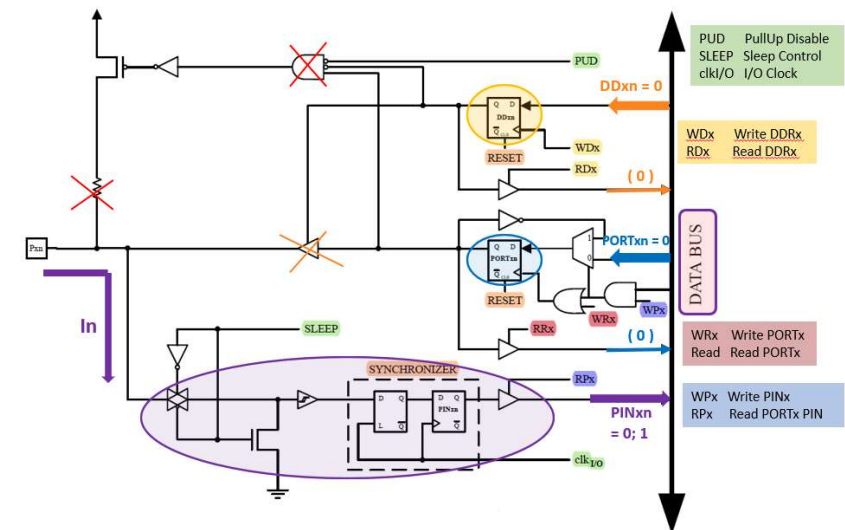 PUD PullUp Disable
SLEEP Sleep Control
clkI/O I/O Clock
PUD
DDxn = 0
Q D
DDxn
Q CLR
WDx
RESET
RDx
WDx Write DDRx
RDx Read DDRx
( 0 )
Pxn
1
0
PORTxn = 0
Q D
PORTxn
Q CLR
RESET
WRx
WPx
DATA BUS
In
SLEEP
RRx
( 0 )
WRx Write PORTx
Read Read PORTx
SYNCHRONIZER
RPx
D Q
L Q
D Q
PINxn
Q
PINxn
= 0; 1
WPx Write PINx
RPx Read PORTx PIN
clk I/O